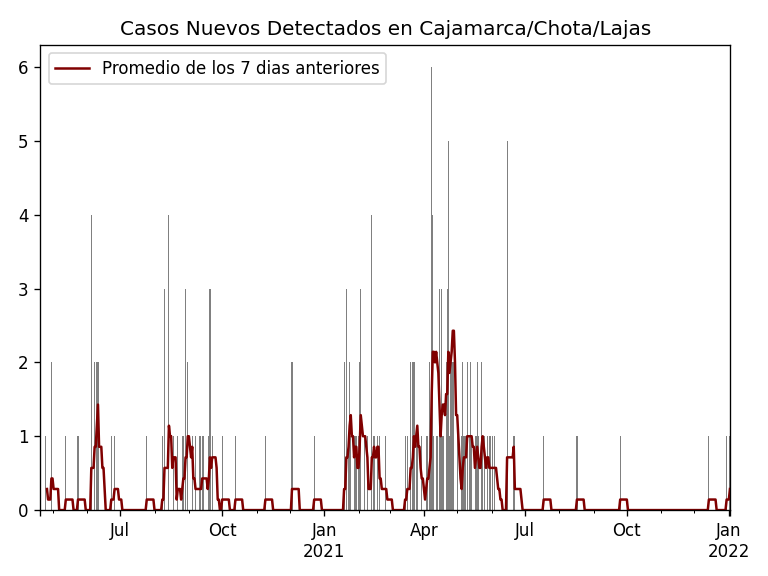 Casos Nuevos Detectados en Cajamarca/Chota/Lajas
Promedio de los 7 dias anteriores
6
5
4
3
2
1
0
Jul
Oct
Jan
2021
Apr
Jul
Oct
Jan
2022